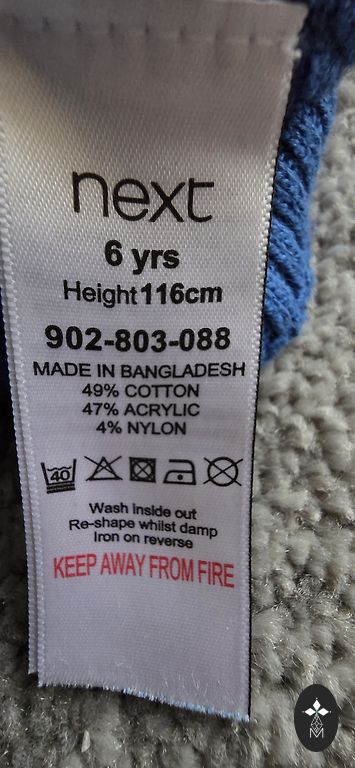 next
6 yrs
Height 116cm
902-803-088
MADE IN BANGLADESH
49% COTTON
47% ACRYLIC
4% NYLON
40
Wash inside out
Re-shape whilst damp
Iron on reverse
KEEP AWAY FROM FIRE
M